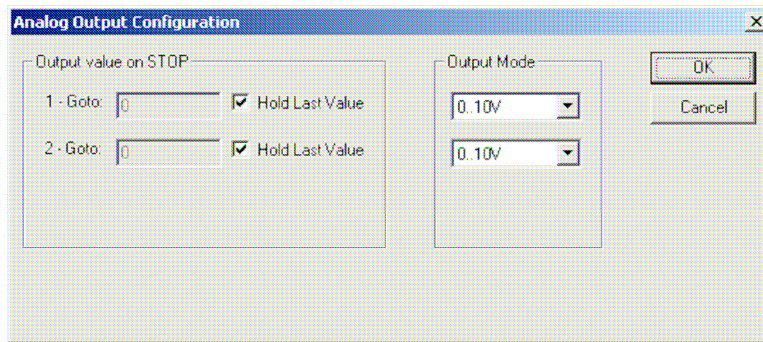 Analog Output Configuration
Output value on STOP
1 - Goto: 0 Hold Last Value
2 - Goto: 0 Hold Last Value
Output Mode
0..10V
0..10V
OK
Cancel